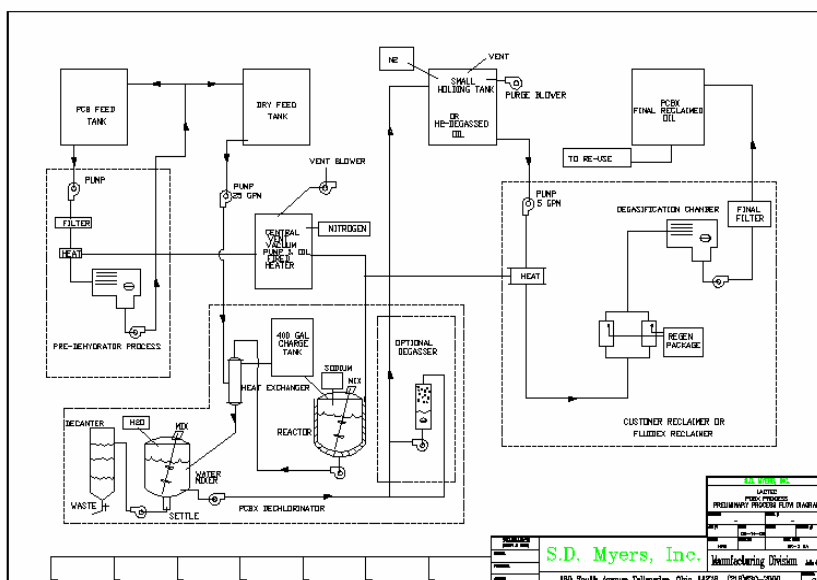 PCB FEED
TANK
DRY FEED
TANK
N2
VENT
SMALL
HOLDING TANK
OR
H2-DEGASSED
OIL
PURGE BLOWER
PCBX
FINAL RECLAIMED
OIL
TO RE-USE
PUMP
FILTER
HEAT
PRE-DEHYDRATOR PROCESS
PUMP
25 GPM
VENT BLOWER
CENTRAL
VENT
VACUUM
PUMP & OIL
FIRED
HEATER
NITROGEN
PUMP
5 GPM
HEAT
DEGASIFICATION CHAMBER
FINAL
FILTER
REGEN
PACKAGE
CUSTOMER RECLAIMER OR
FLUIDEX RECLAIMER
400 GAL
CHARGE
TANK
HEAT EXCHANGER
SODIUM
MIX
REACTOR
OPTIONAL
DEGASSER
DECANTER
H2O
MIX
WATER
MIXER
WASTE
SETTLE
PCBX DECHLORINATOR
S.D. MYERS, INC.
PCBX PROCESS
PRELIMINARY PROCESS FLOW DIAGRAM
S.D. Myers, Inc.
Manufacturing Division